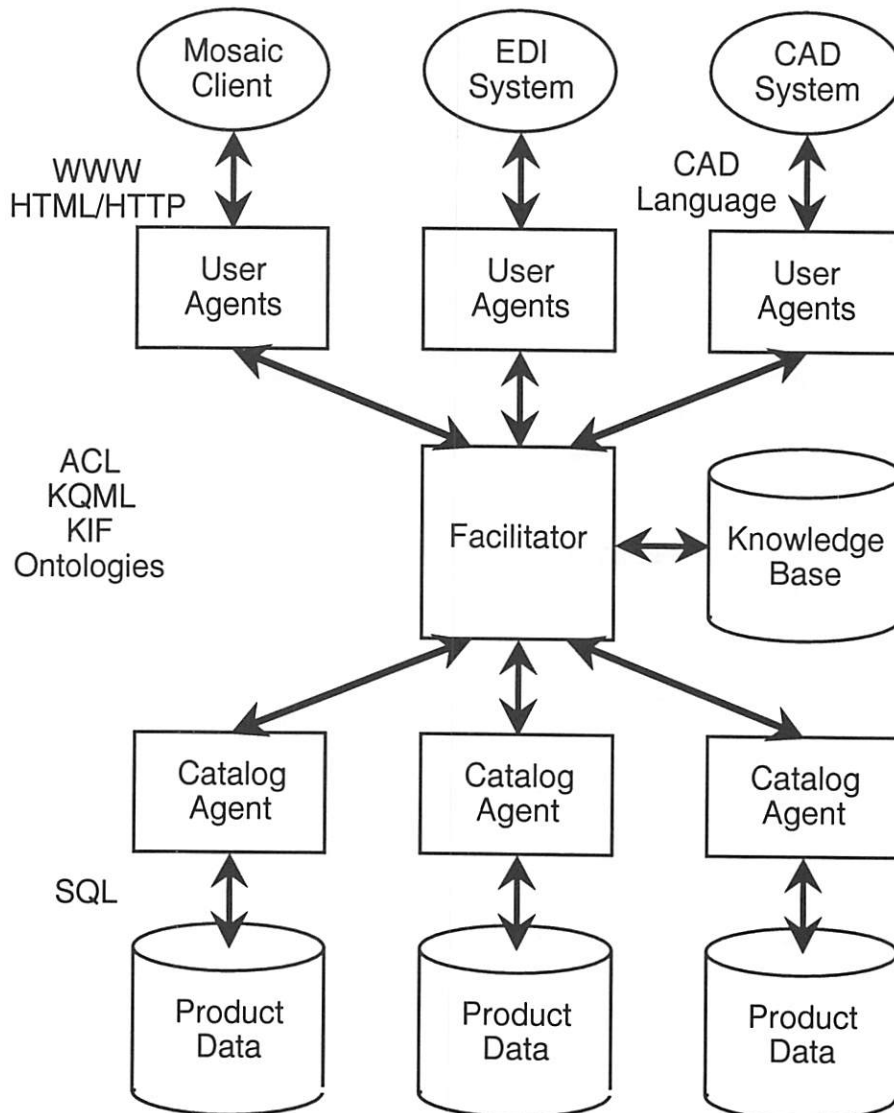 Mosaic
Client
EDI
System
CAD
System
WWW
HTML/HTTP
CAD
Language
User
Agents
User
Agents
User
Agents
ACL
KQML
KIF
Ontologies
Facilitator
Knowledge
Base
Catalog
Agent
Catalog
Agent
Catalog
Agent
SQL
Product
Data
Product
Data
Product
Data